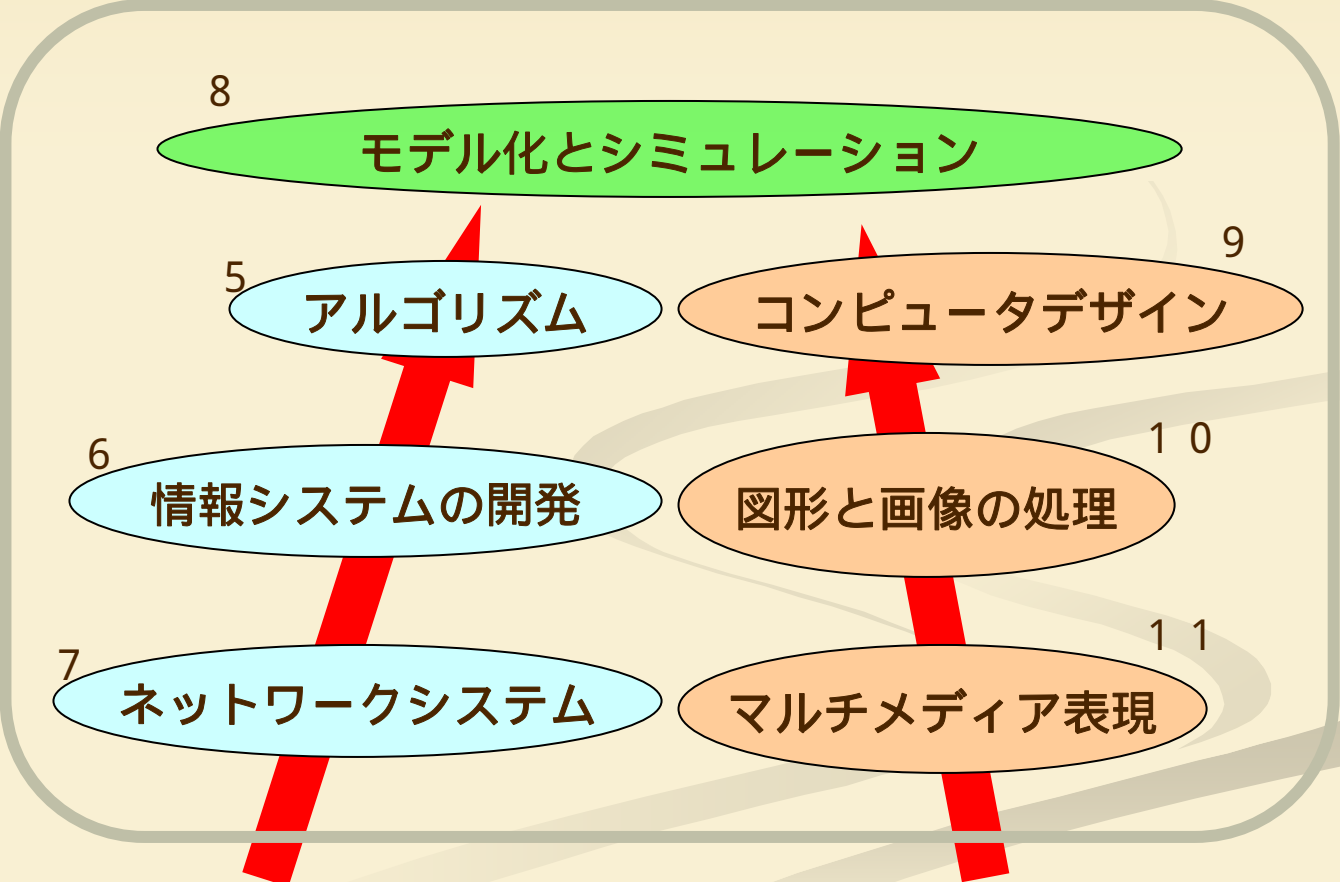 8
モデル化とシミュレーション
5
アルゴリズム
9
コンピュータデザイン
6
情報システムの開発
10
図形と画像の処理
7
ネットワークシステム
11
マルチメディア表現